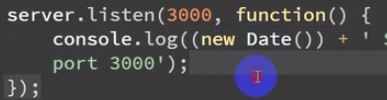 server.listen(3000, function() {
console.log((new Date()) + ' S
port 3000');
});